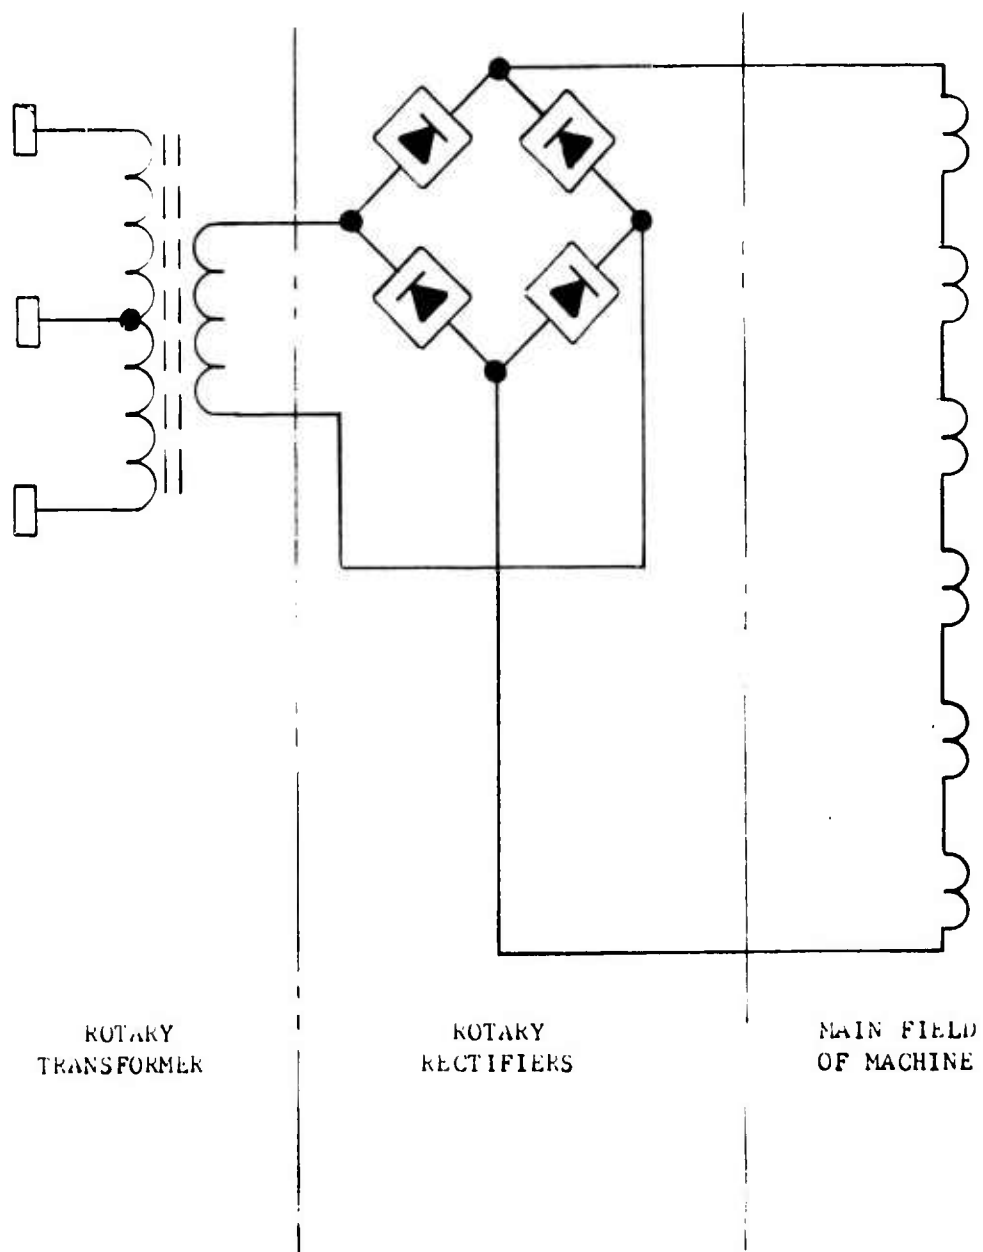 ROTARY
TRANSFORMER
ROTARY
RECTIFIERS
MAIN FIELD
OF MACHINE